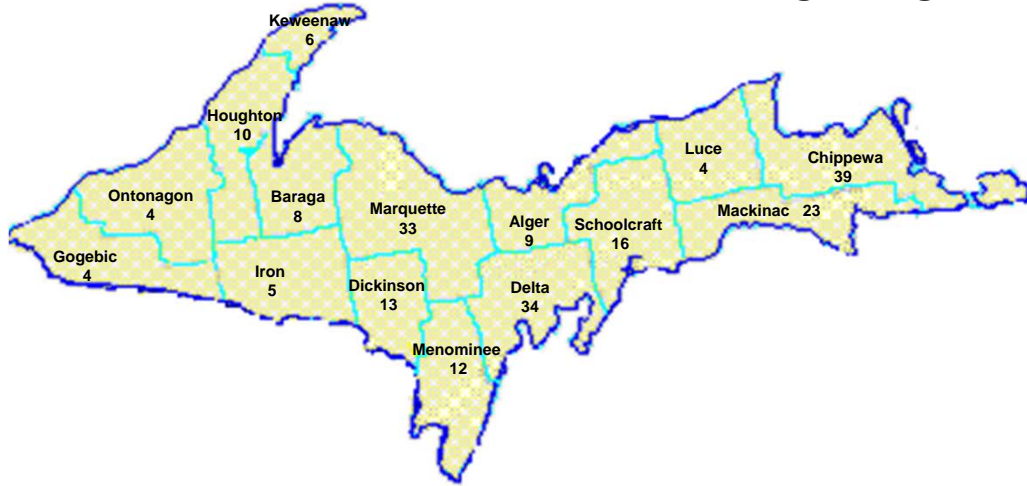 Keweenaw
6
Houghton
10
Ontonagon
4
Gogebic
4
Baraga
8
Iron
5
Marquette
33
Dickinson
13
Menominee
12
Alger
9
Delta
34
Schoolcraft
16
Luce
4
Mackinac 23
Chippewa
39